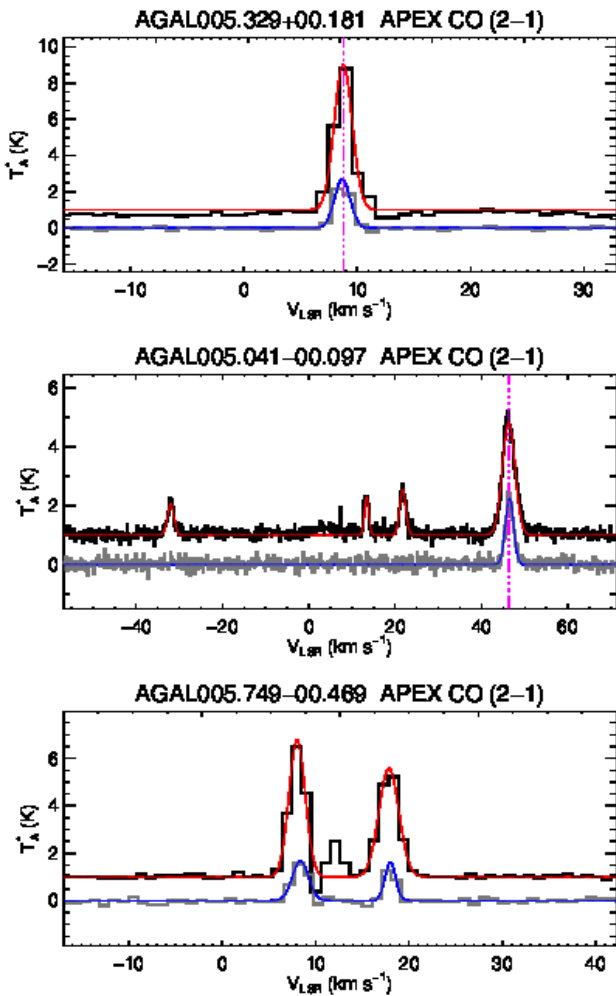 AGAL005.329+00.181 APEX CO (2−1)
10
8
6
4
2
0
−2
T*A (K)
−10 0 10 20 30
VLSR (km s−1)
AGAL005.041−00.097 APEX CO (2−1)
6
4
2
0
T*A (K)
−40 −20 0 20 40 60
VLSR (km s−1)
AGAL005.749−00.469 APEX CO (2−1)
6
4
2
0
T*A (K)
−10 0 10 20 30 40
VLSR (km s−1)